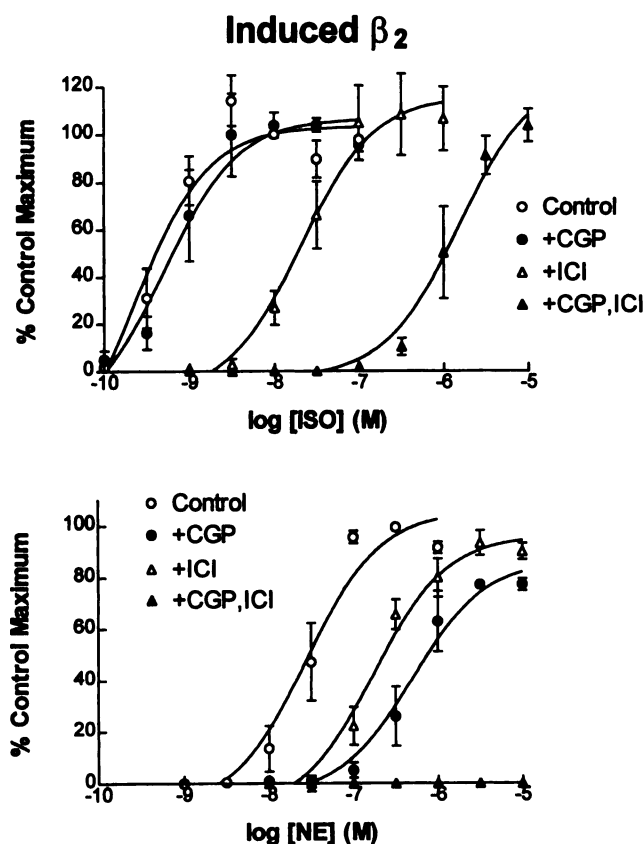 Induced β2
120
100
80
60
40
20
0
% Control Maximum
-10 -9 -8 -7 -6 -5
log [ISO] (M)
Control
+CGP
+ICI
+CGP,ICI
Control
+CGP
+ICI
+CGP,ICI
100
80
60
40
20
0
% Control Maximum
-10 -9 -8 -7 -6 -5
log [NE] (M)